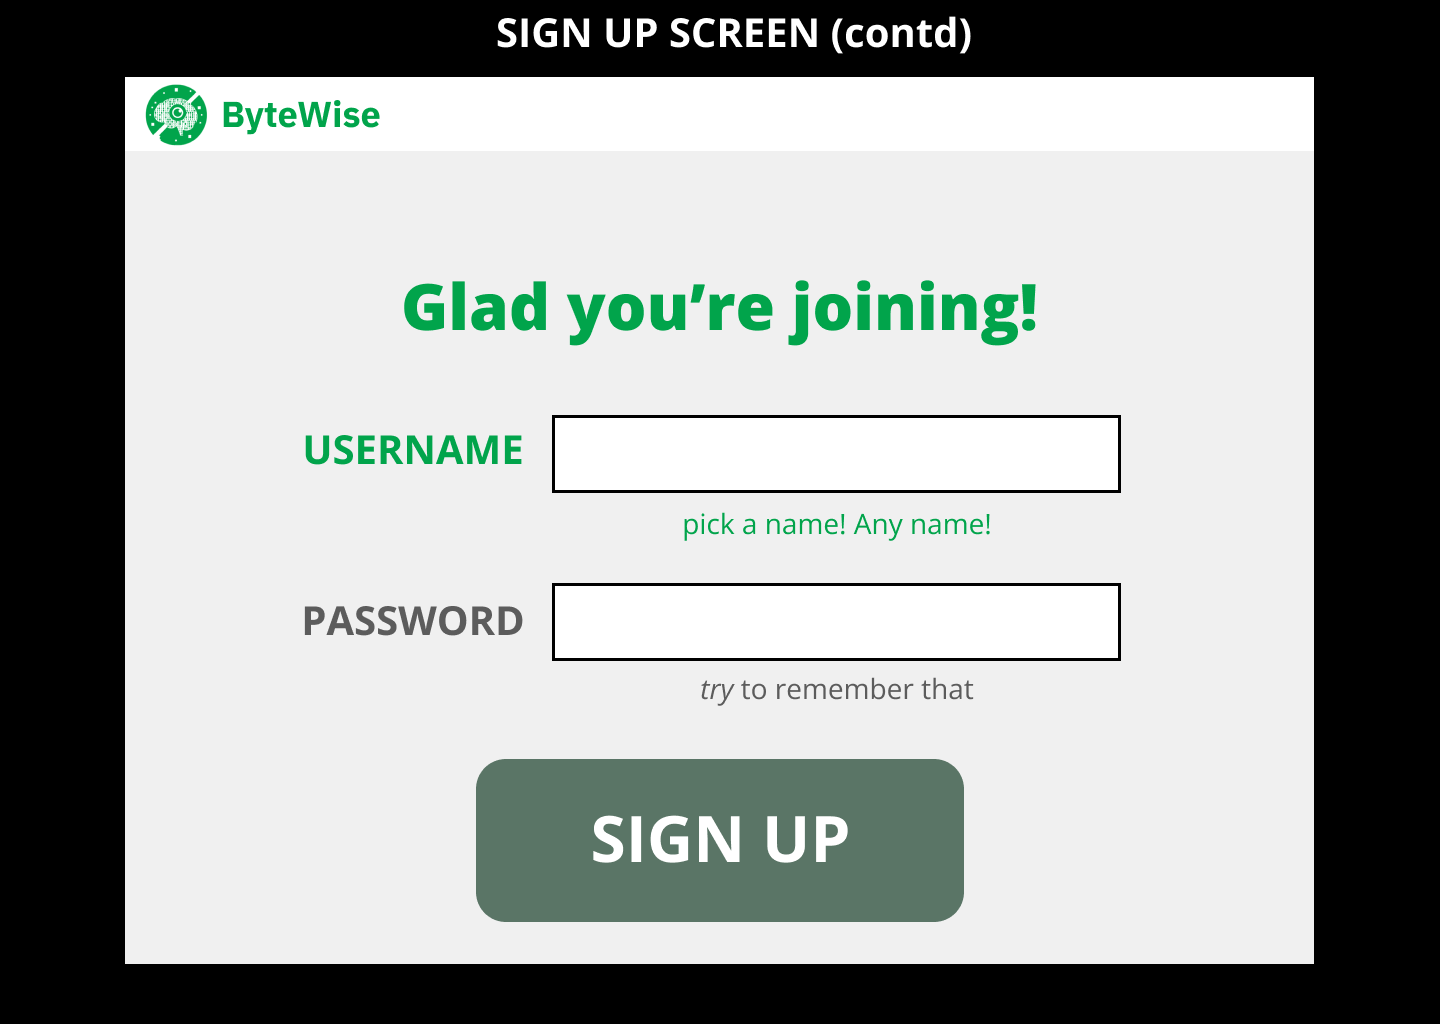 SIGN UP SCREEN (contd)
ByteWise
Glad you’re joining!
USERNAME
pick a name! Any name!
PASSWORD
try to remember that
SIGN UP